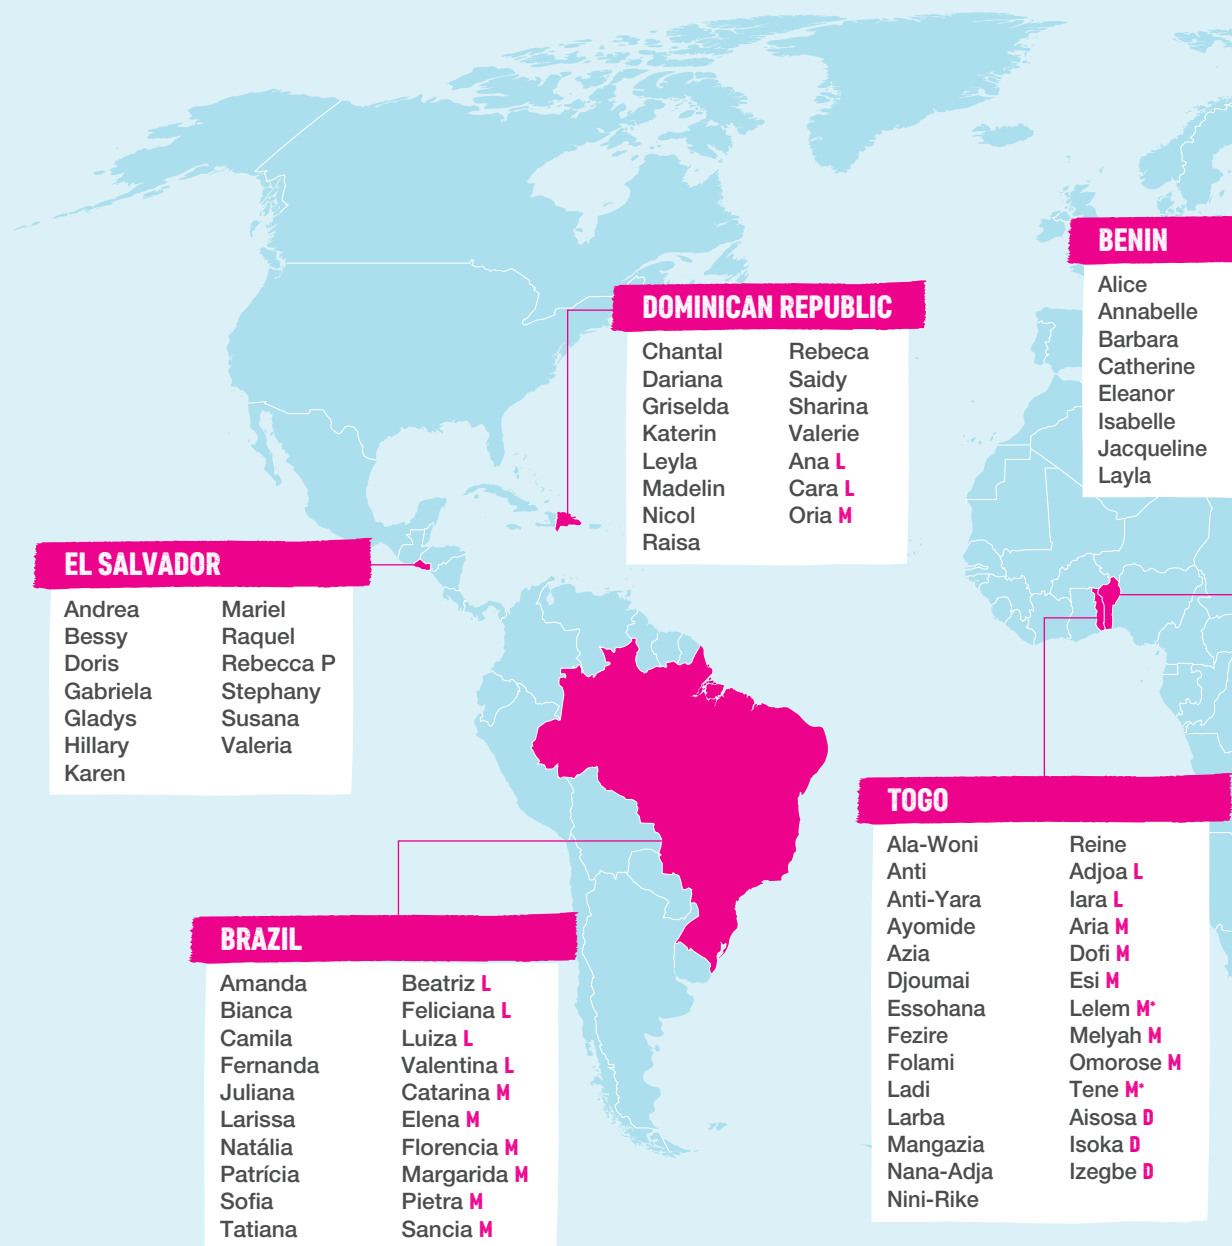 BENIN
Alice
Annabelle
Barbara
Catherine
Eleanor
Isabelle
Jacqueline
Layla
DOMINICAN REPUBLIC
Chantal
Dariana
Griselda
Katerin
Leyla
Madelin
Nicol
Raisa
Rebeca
Saidy
Sharina
Valerie
Ana L
Cara L
Oria M
EL SALVADOR
Andrea
Bessy
Doris
Gabriela
Gladys
Hillary
Karen
Mariel
Raquel
Rebecca P
Stephany
Susana
Valeria
TOGO
Ala-Woni
Anti
Anti-Yara
Ayomide
Azia
Djoumai
Essohana
Fezire
Folami
Ladi
Larba
Mangazia
Nana-Adja
Nini-Rike
Reine
Adjoa L
Iara L
Aria M
Dofi M
Esi M
Lelem M*
Melyah M
Omorose M
Tene M*
Aisosa D
Isoka D
Izegbe D
BRAZIL
Amanda
Bianca
Camila
Fernanda
Juliana
Larissa
Natália
Patrícia
Sofia
Tatiana
Beatriz L
Feliciana L
Luiza L
Valentina L
Catarina M
Elena M
Florencia M
Margarida M
Pietra M
Sancia M